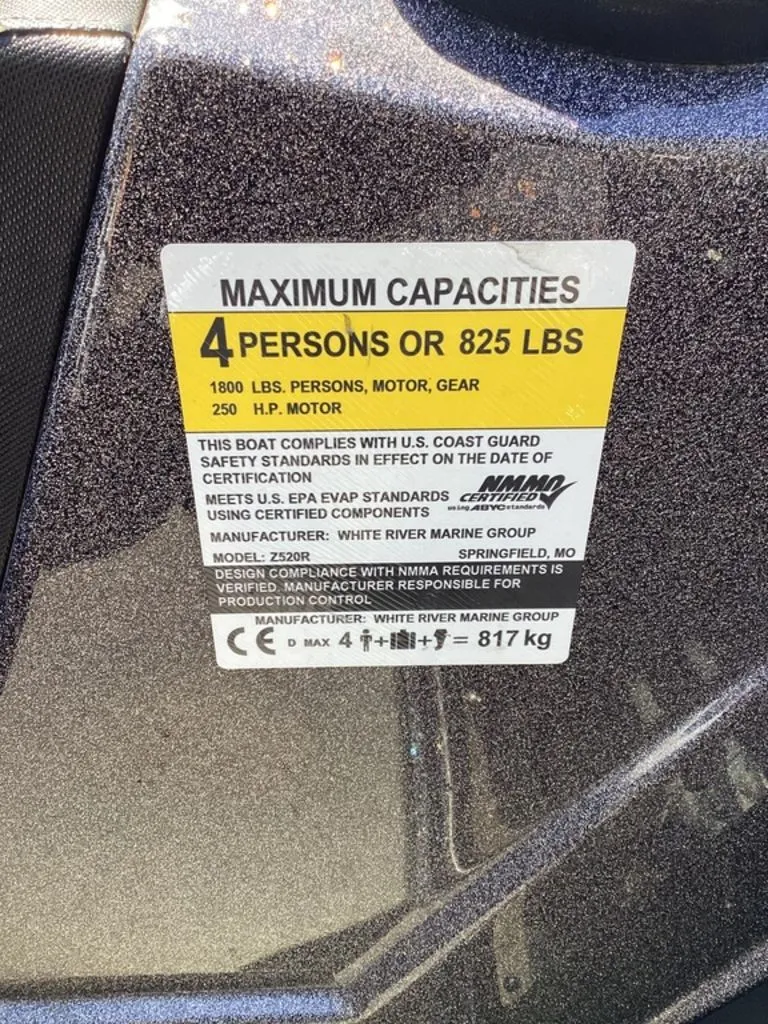 MAXIMUM CAPACITIES
4 PERSONS OR 825 LBS
1800 LBS. PERSONS, MOTOR, GEAR
250 H.P. MOTOR
THIS BOAT COMPLIES WITH U.S. COAST GUARD
SAFETY STANDARDS IN EFFECT ON THE DATE OF
CERTIFICATION
MEETS U.S. EPA EVAP STANDARDS
USING CERTIFIED COMPONENTS
NMMA
CERTIFIED
using ABYC standards
MANUFACTURER: WHITE RIVER MARINE GROUP
MODEL: Z520R SPRINGFIELD, MO
DESIGN COMPLIANCE WITH NMMA REQUIREMENTS IS
VERIFIED. MANUFACTURER RESPONSIBLE FOR
PRODUCTION CONTROL
MANUFACTURER: WHITE RIVER MARINE GROUP
CE D MAX 4 + + = 817 kg